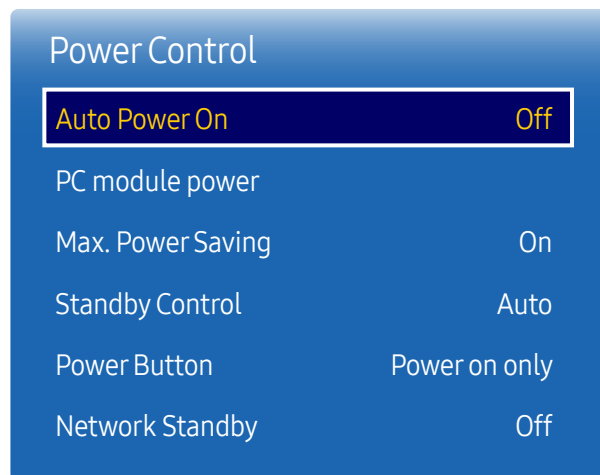 Power Control
Auto Power On Off
PC module power
Max. Power Saving On
Standby Control Auto
Power Button Power on only
Network Standby Off